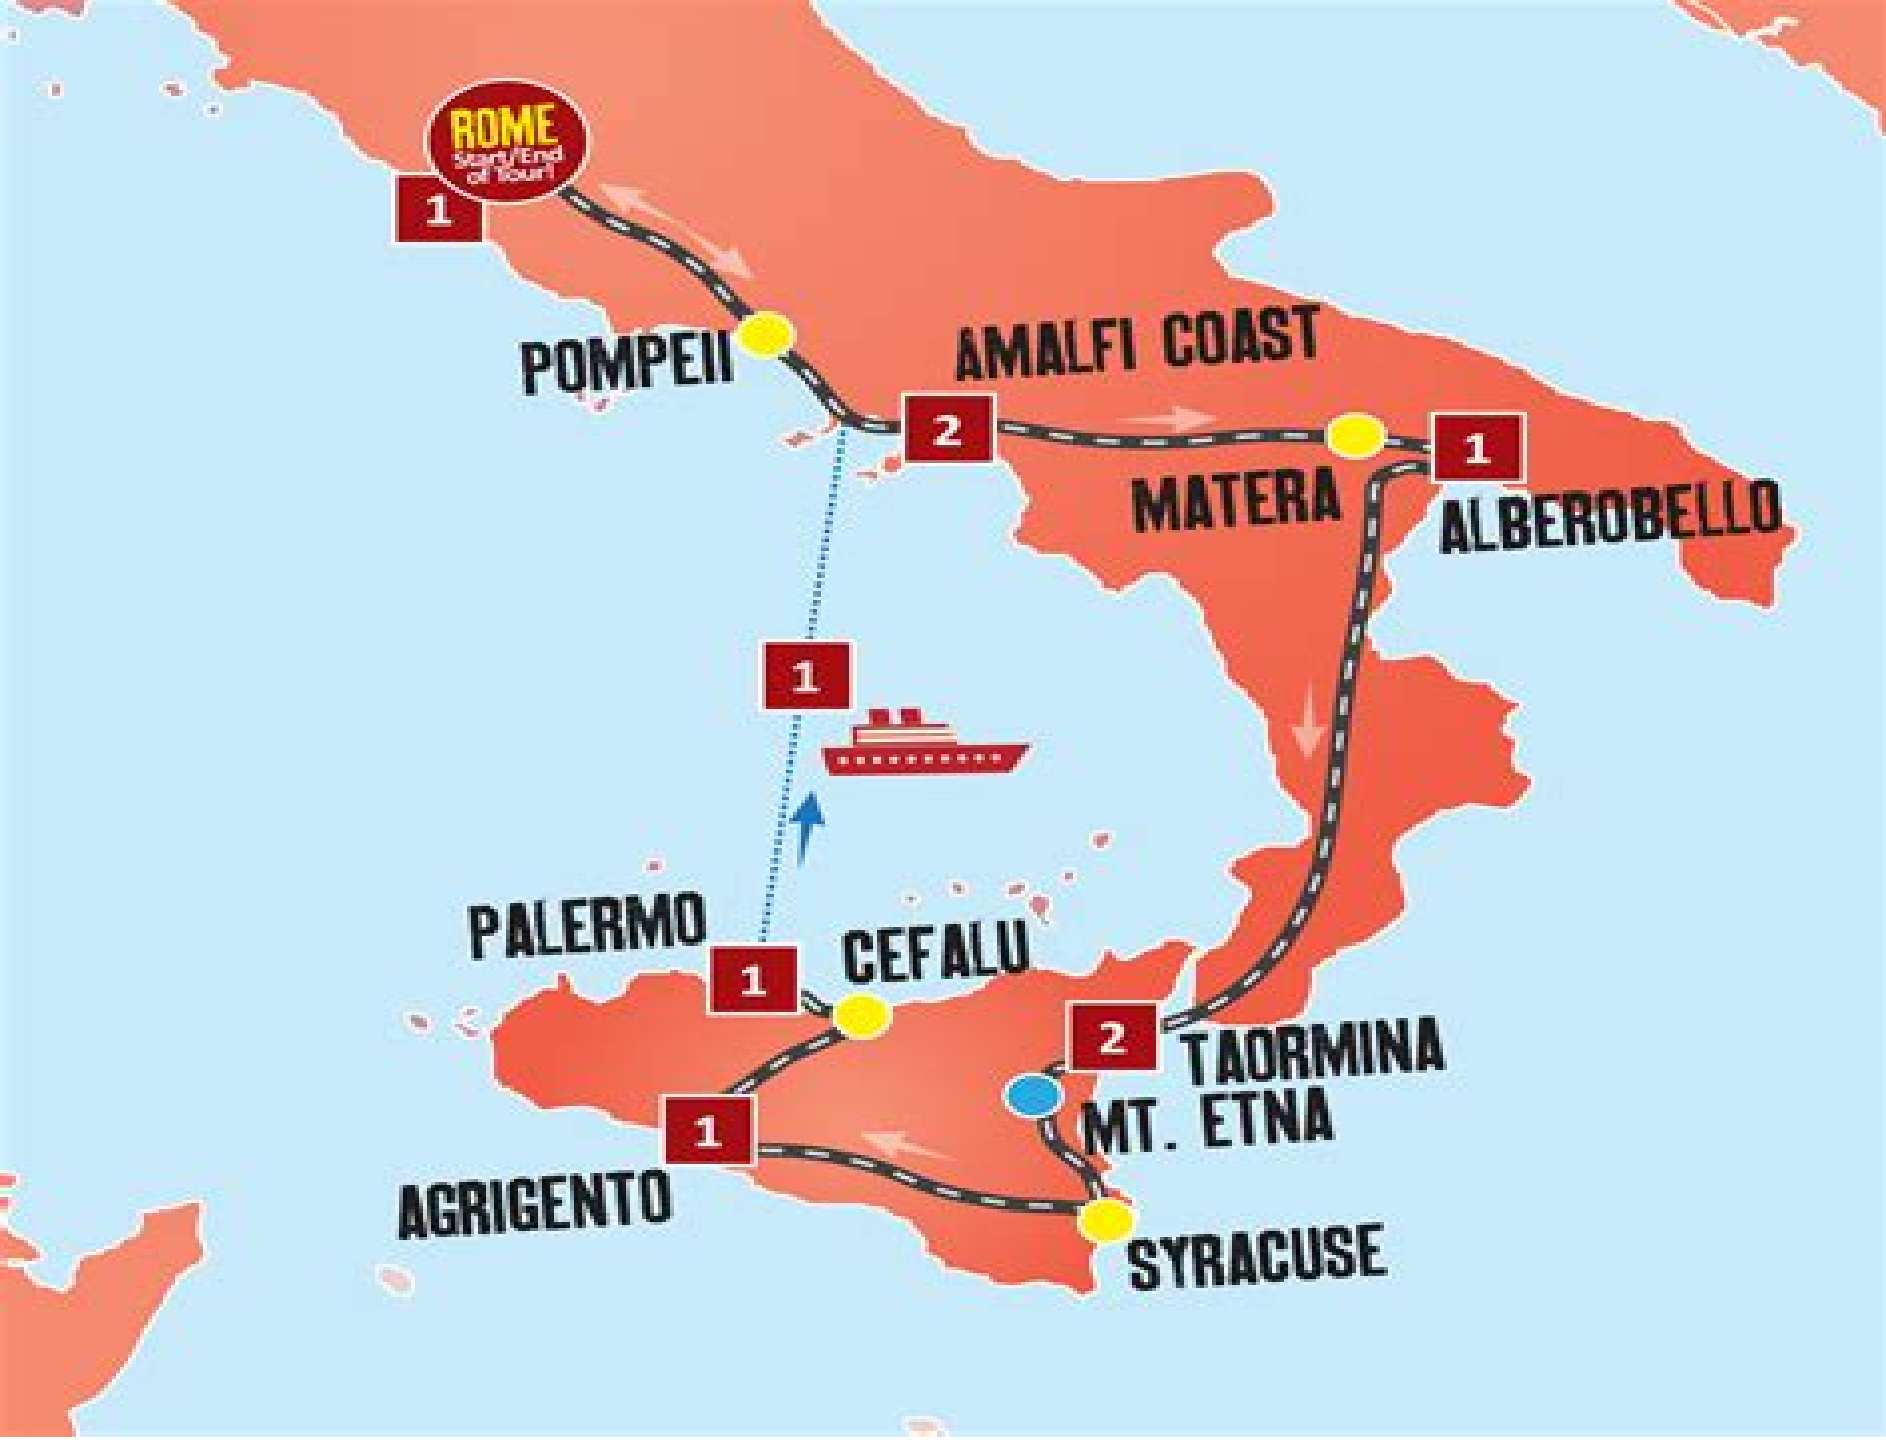 ROME
Start/End
of Tour!
1
POMPEII
AMALFI COAST
2
MATERA
1
ALBEROBELLO
1
PALERMO
1
CEFALU
2
TAORMINA
MT. ETNA
1
AGRIGENTO
SYRACUSE